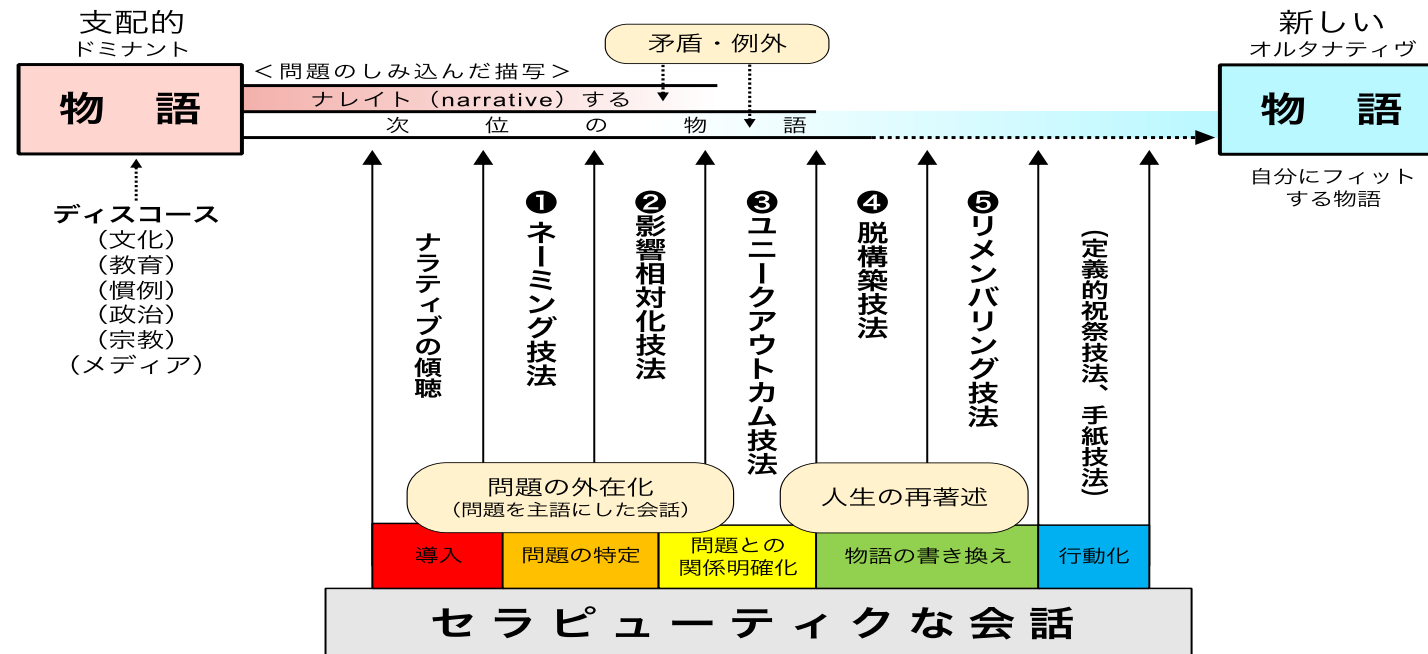 支配的
ドミナント
物 語
ディスコース
（文化）
（教育）
（慣例）
（政治）
（宗教）
（メディア）
＜問題のしみ込んだ描写＞
ナレイト（narrative）する
次位の物語
矛盾・例外
新しい
オルタナティヴ
物 語
自分にフィット
する物語
ナラティブの傾聴
❶ネーミング技法
❷影響相対化技法
❸ユニークアウトカム技法
❹脱構築技法
❺リメンバリング技法
（定義的祝祭技法、手紙技法）
問題の外在化
（問題を主語にした会話）
人生の再著述
導入
問題の特定
問題との
関係明確化
物語の書き換え
行動化
セラピューティクな会話